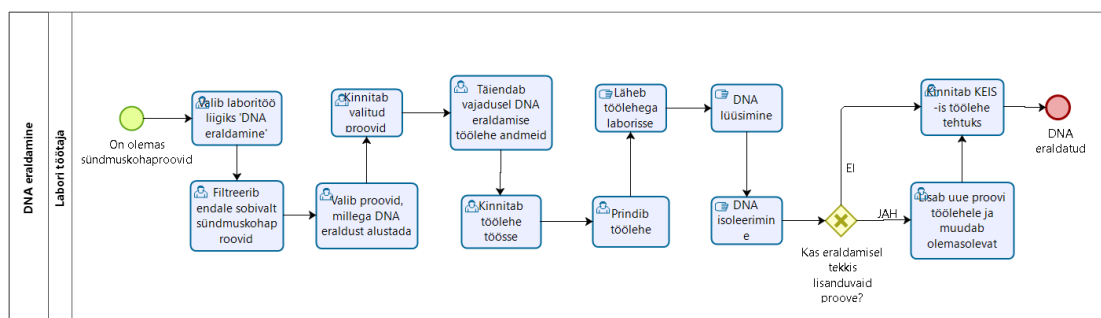 DNA eraldamine
Labori töötaja
On olemas
sündmuskohaproovid
Valib laboritöö
liigiks 'DNA
eraldamine'
Filtreerib
endale sobivalt
sündmuskohap
roovid
Valib proovid,
millega DNA
eraldust alustada
Kinnitab
valitud
proovid
Täiendab
vajadusel DNA
eraldamise
töölehe andmeid
Kinnitab
töölehe
töösse
Prindib
töölehe
Läheb
töölehega
laborisse
DNA
lüüsimine
DNA
isoleerimin
e
Kas eraldamisel
tekkis
lisanduvaid
proove?
EI
JAH
Lisab uue proovi
töölehele ja
muudab
olemasolevat
Kinnitab KEIS
-is töölehe
tehtuks
DNA
eraldatud